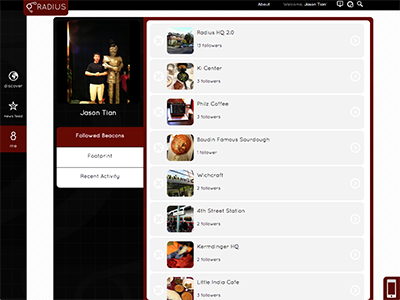 RADIUS
About
Welcome Jason Tian
discover
news feed
8
me
Jason Tian
Followed Beacons
Footprint
Recent Activity
Radius HQ 2.0
13 followers
Ki Center
3 followers
Philz Coffee
3 followers
Boudin Famous Sourdough
1 follower
Wichcraft
2 followers
4th Street Station
2 followers
Kermdinger HQ
2 followers
Little India Cafe
3 followers